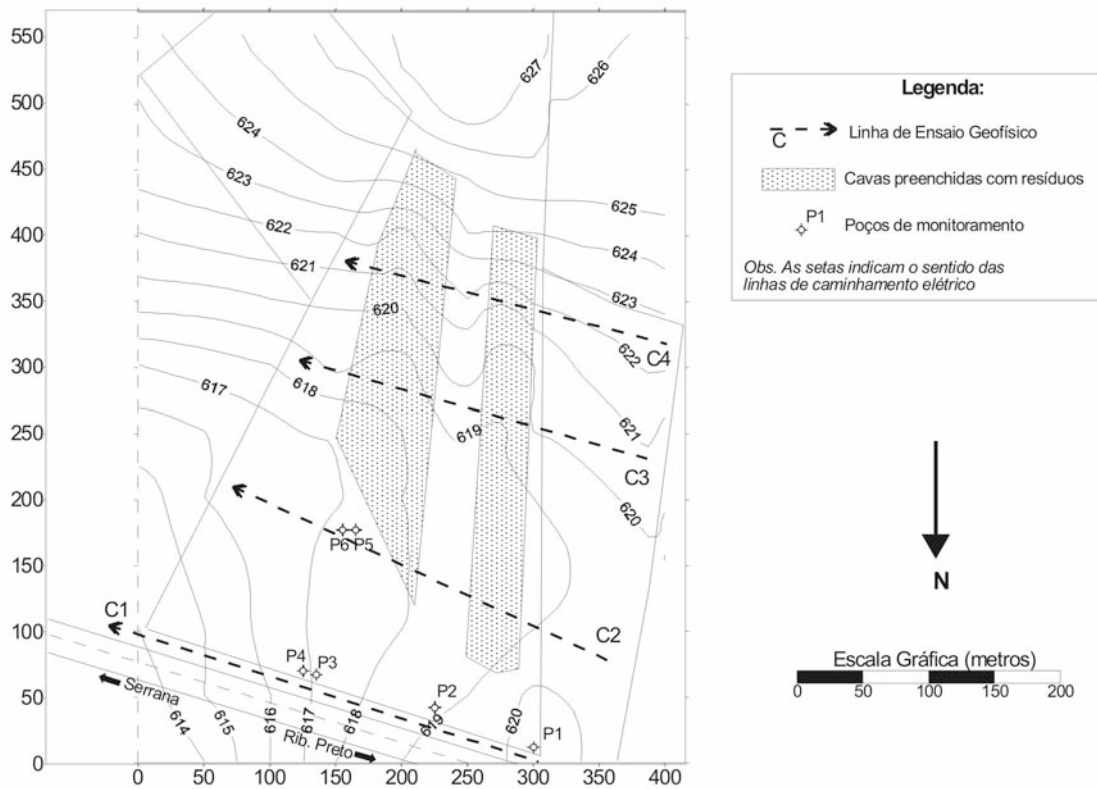 550
500
450
400
350
300
250
200
150
100
50
0
0
50
100
150
200
250
300
350
400
627
626
624
623
622
621
620
617
618
619
625
624
623
622
621
620
C4
C3
C2
C1
P6
P5
P4
P3
P2
P1
Serrana
Rib. Preto
614
615
616
617
618
619
620
Legenda:
C
Linha de Ensaio Geofísico
Cavas preenchidas com resíduos
P1
Poços de monitoramento
Obs. As setas indicam o sentido das
linhas de caminhamento elétrico
N
Escala Gráfica (metros)
0
50
100
150
200